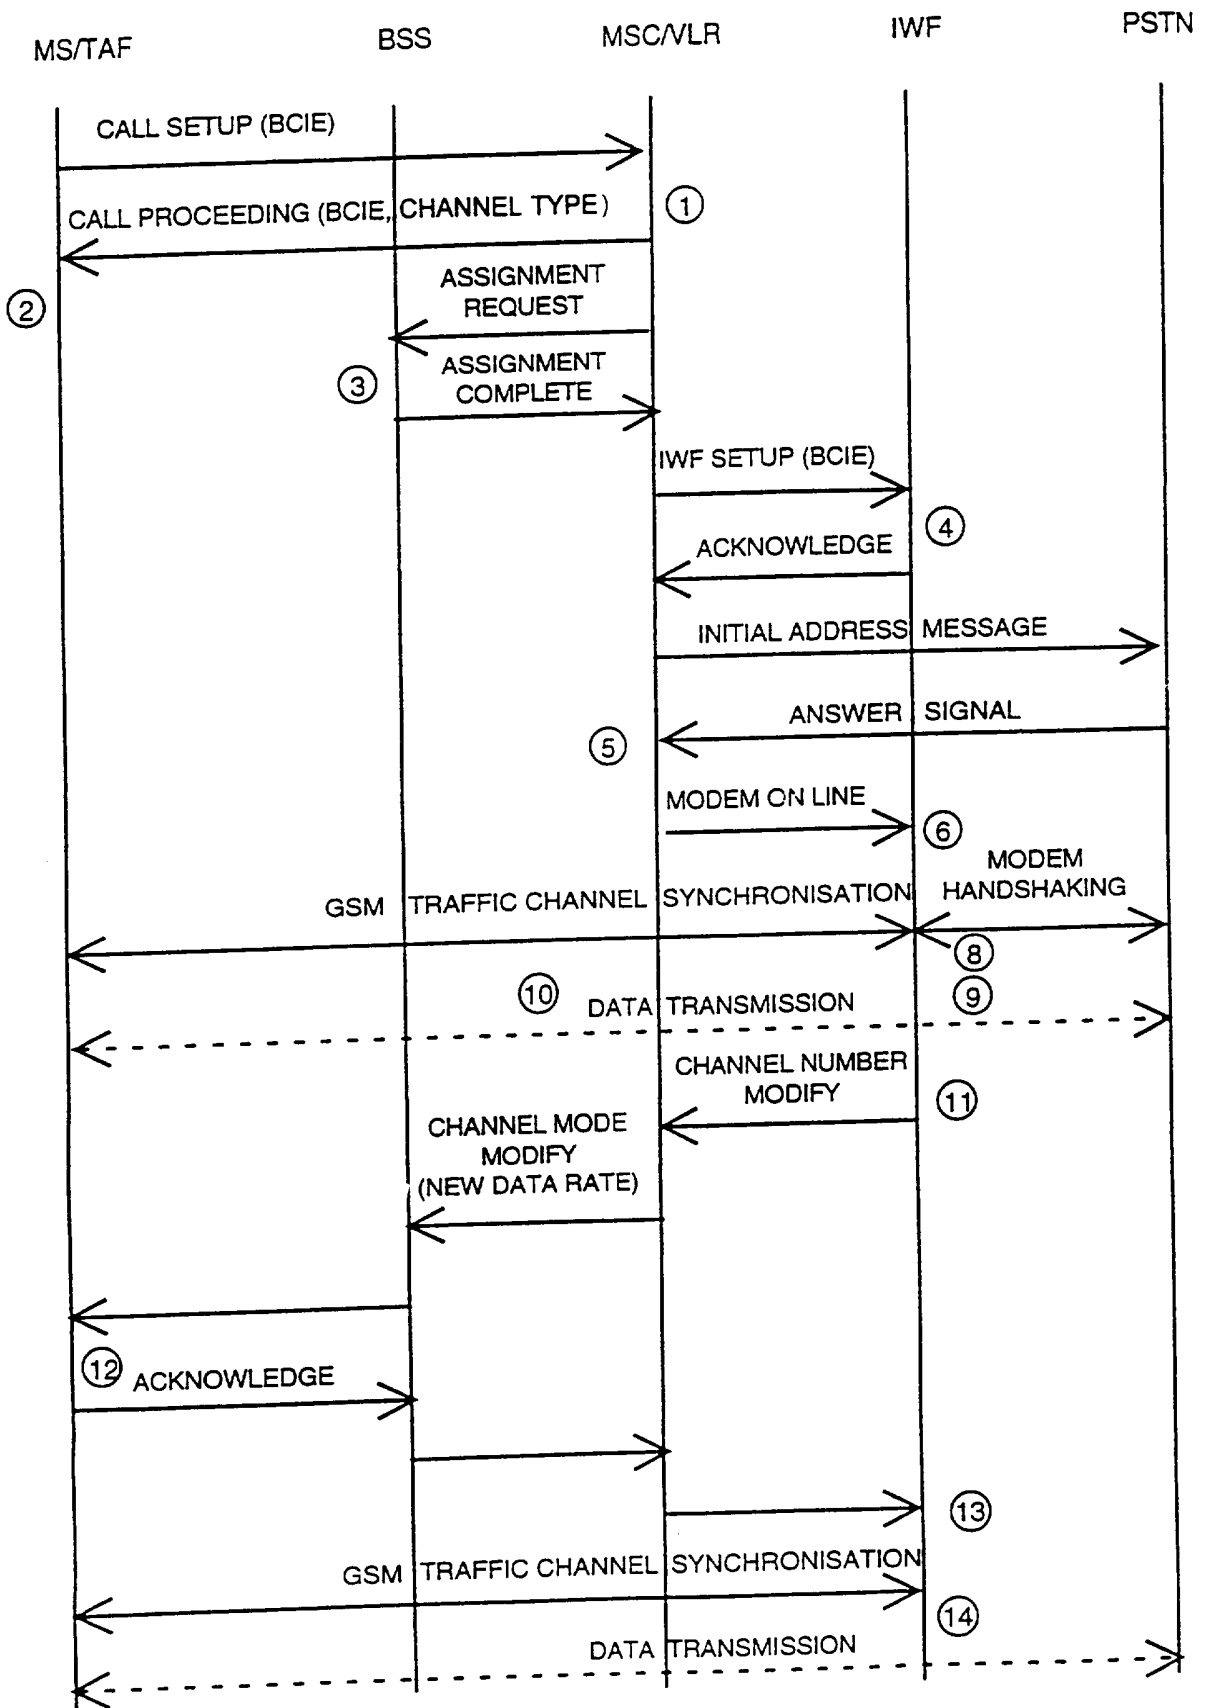 MS/TAF
BSS
MSC/VLR
IWF
PSTN
CALL SETUP (BCIE)
1
CALL PROCEEDING (BCIE, CHANNEL TYPE)
2
ASSIGNMENT
REQUEST
3
ASSIGNMENT
COMPLETE
IWF SETUP (BCIE)
4
ACKNOWLEDGE
INITIAL ADDRESS MESSAGE
ANSWER SIGNAL
5
MODEM ON LINE
6
MODEM
HANDSHAKING
GSM TRAFFIC CHANNEL SYNCHRONISATION
8
10
9
DATA TRANSMISSION
CHANNEL NUMBER
MODIFY
11
CHANNEL MODE
MODIFY
(NEW DATA RATE)
12
ACKNOWLEDGE
13
GSM TRAFFIC CHANNEL SYNCHRONISATION
14
DATA TRANSMISSION